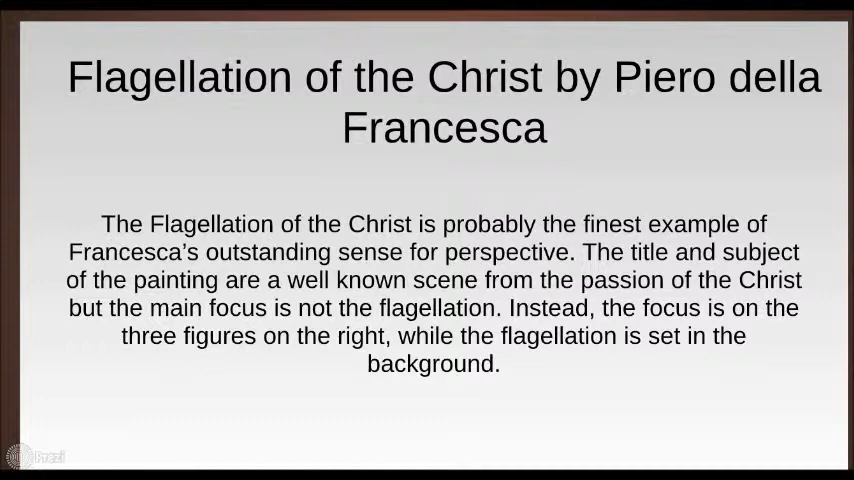 Flagellation of the Christ by Piero della
Francesca
The Flagellation of the Christ is probably the finest example of
Francesca’s outstanding sense for perspective. The title and subject
of the painting are a well known scene from the passion of the Christ
but the main focus is not the flagellation. Instead, the focus is on the
three figures on the right, while the flagellation is set in the
background.
Prezi